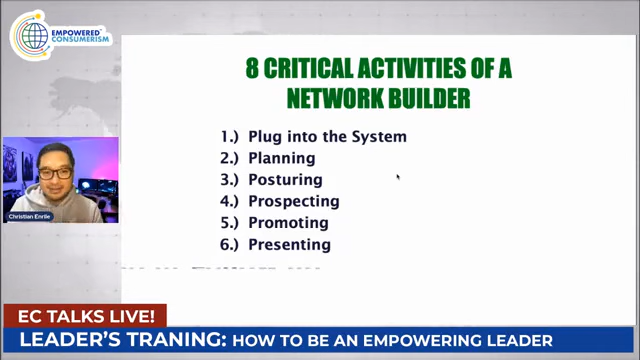 EMPOWERED
CONSUMERISM
8 CRITICAL ACTIVITIES OF A
NETWORK BUILDER
1.) Plug into the System
2.) Planning
3.) Posturing
4.) Prospecting
5.) Promoting
6.) Presenting
Christian Enrile
EC TALKS LIVE!
LEADER'S TRANING: HOW TO BE AN EMPOWERING LEADER